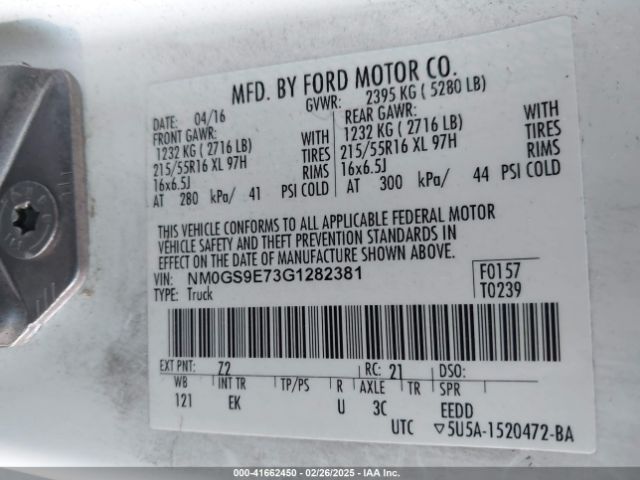 MFD. BY FORD MOTOR CO.
DATE: 04/16 GVWR: 2395 KG ( 5280 LB)
FRONT GAWR: REAR GAWR:
1232 KG ( 2716 LB) WITH 1232 KG ( 2716 LB) WITH
215/55R16 XL 97H TIRES 215/55R16 XL 97H TIRES
16x6.5J RIMS 16x6.5J RIMS
AT 280 kPa/ 41 PSI COLD AT 300 kPa/ 44 PSI COLD
THIS VEHICLE CONFORMS TO ALL APPLICABLE FEDERAL MOTOR
VEHICLE SAFETY AND THEFT PREVENTION STANDARDS IN
EFFECT ON THE DATE OF MANUFACTURE SHOWN ABOVE.
VIN: NM0GS9E73G1282381 F0157
TYPE: Truck T0239
EXT PNT: Z2 RC: 21 DSO:
WB INT TR TP/PS R AXLE TR SPR
121 EK U 3C EEDD
UTC ▽5U5A-1520472-BA
000-41662450 - 02/26/2025 - IAA Inc.